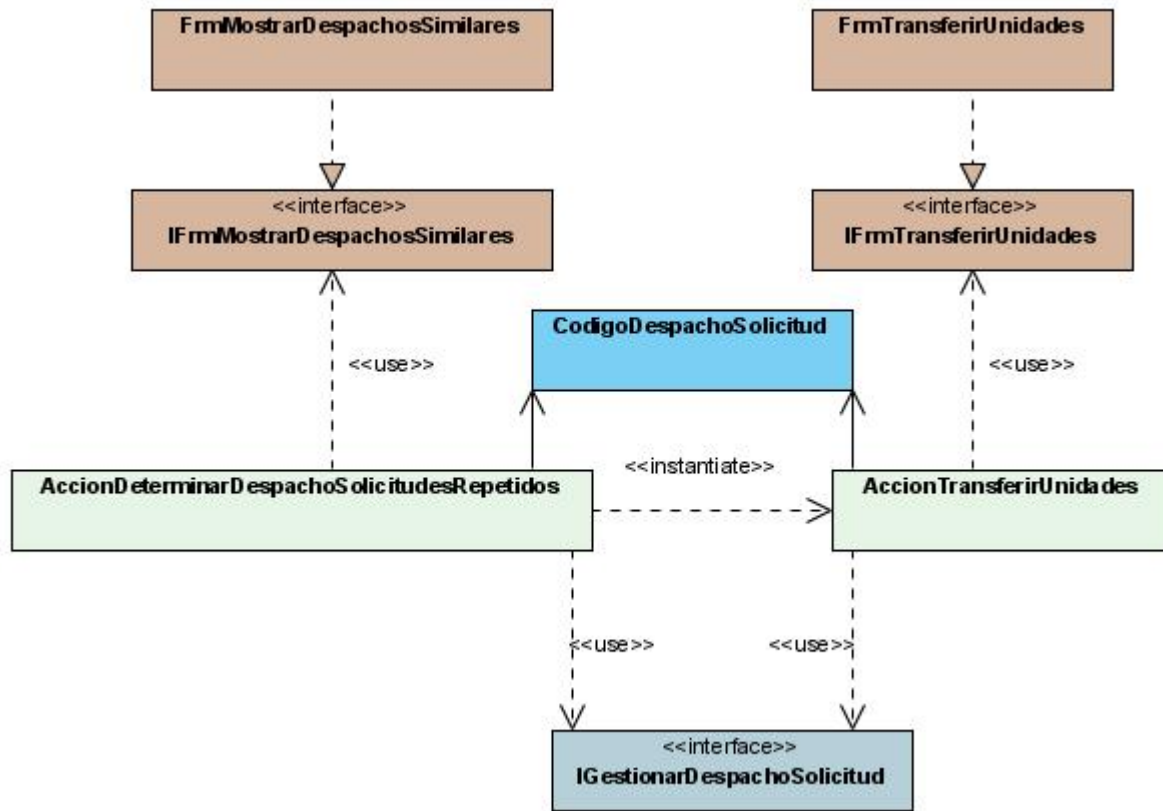 FrmMostrarDespachosSimilares
FrmTransferirUnidades
<<interface>>
IFrmMostrarDespachosSimilares
<<interface>>
IFrmTransferirUnidades
CodigoDespachoSolicitud
<<use>>
<<use>>
<<instantiate>>
AccionDeterminarDespachoSolicitudesRepetidos
AccionTransferirUnidades
<<use>>
<<use>>
<<interface>>
IGestionarDespachoSolicitud